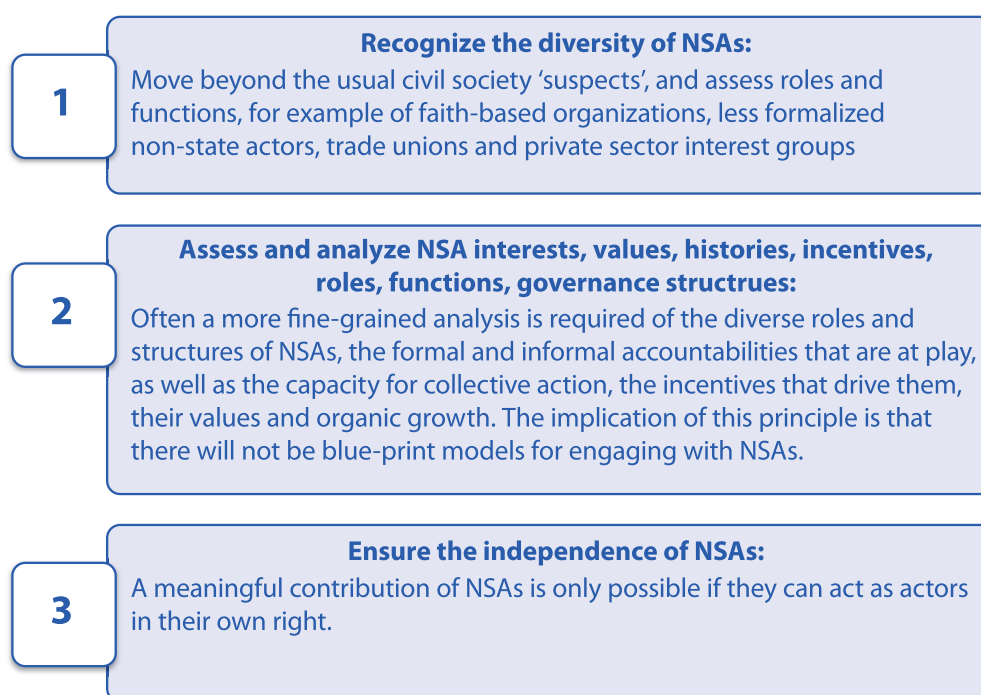 1
Recognize the diversity of NSAs:
Move beyond the usual civil society ‘suspects’, and assess roles and
functions, for example of faith-based organizations, less formalized
non-state actors, trade unions and private sector interest groups
2
Assess and analyze NSA interests, values, histories, incentives,
roles, functions, governance structrues:
Often a more fine-grained analysis is required of the diverse roles and
structures of NSAs, the formal and informal accountabilities that are at play,
as well as the capacity for collective action, the incentives that drive them,
their values and organic growth. The implication of this principle is that
there will not be blue-print models for engaging with NSAs.
3
Ensure the independence of NSAs:
A meaningful contribution of NSAs is only possible if they can act as actors
in their own right.